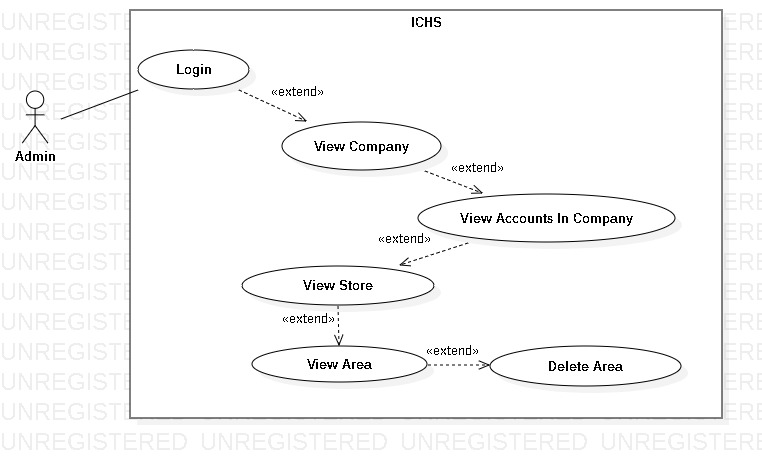 ICHS
Login
«extend»
Admin
View Company
«extend»
View Accounts In Company
«extend»
View Store
«extend»
View Area
«extend»
Delete Area
UNREGISTERED UNREGISTERED UNREGISTERED UNREGISTERED